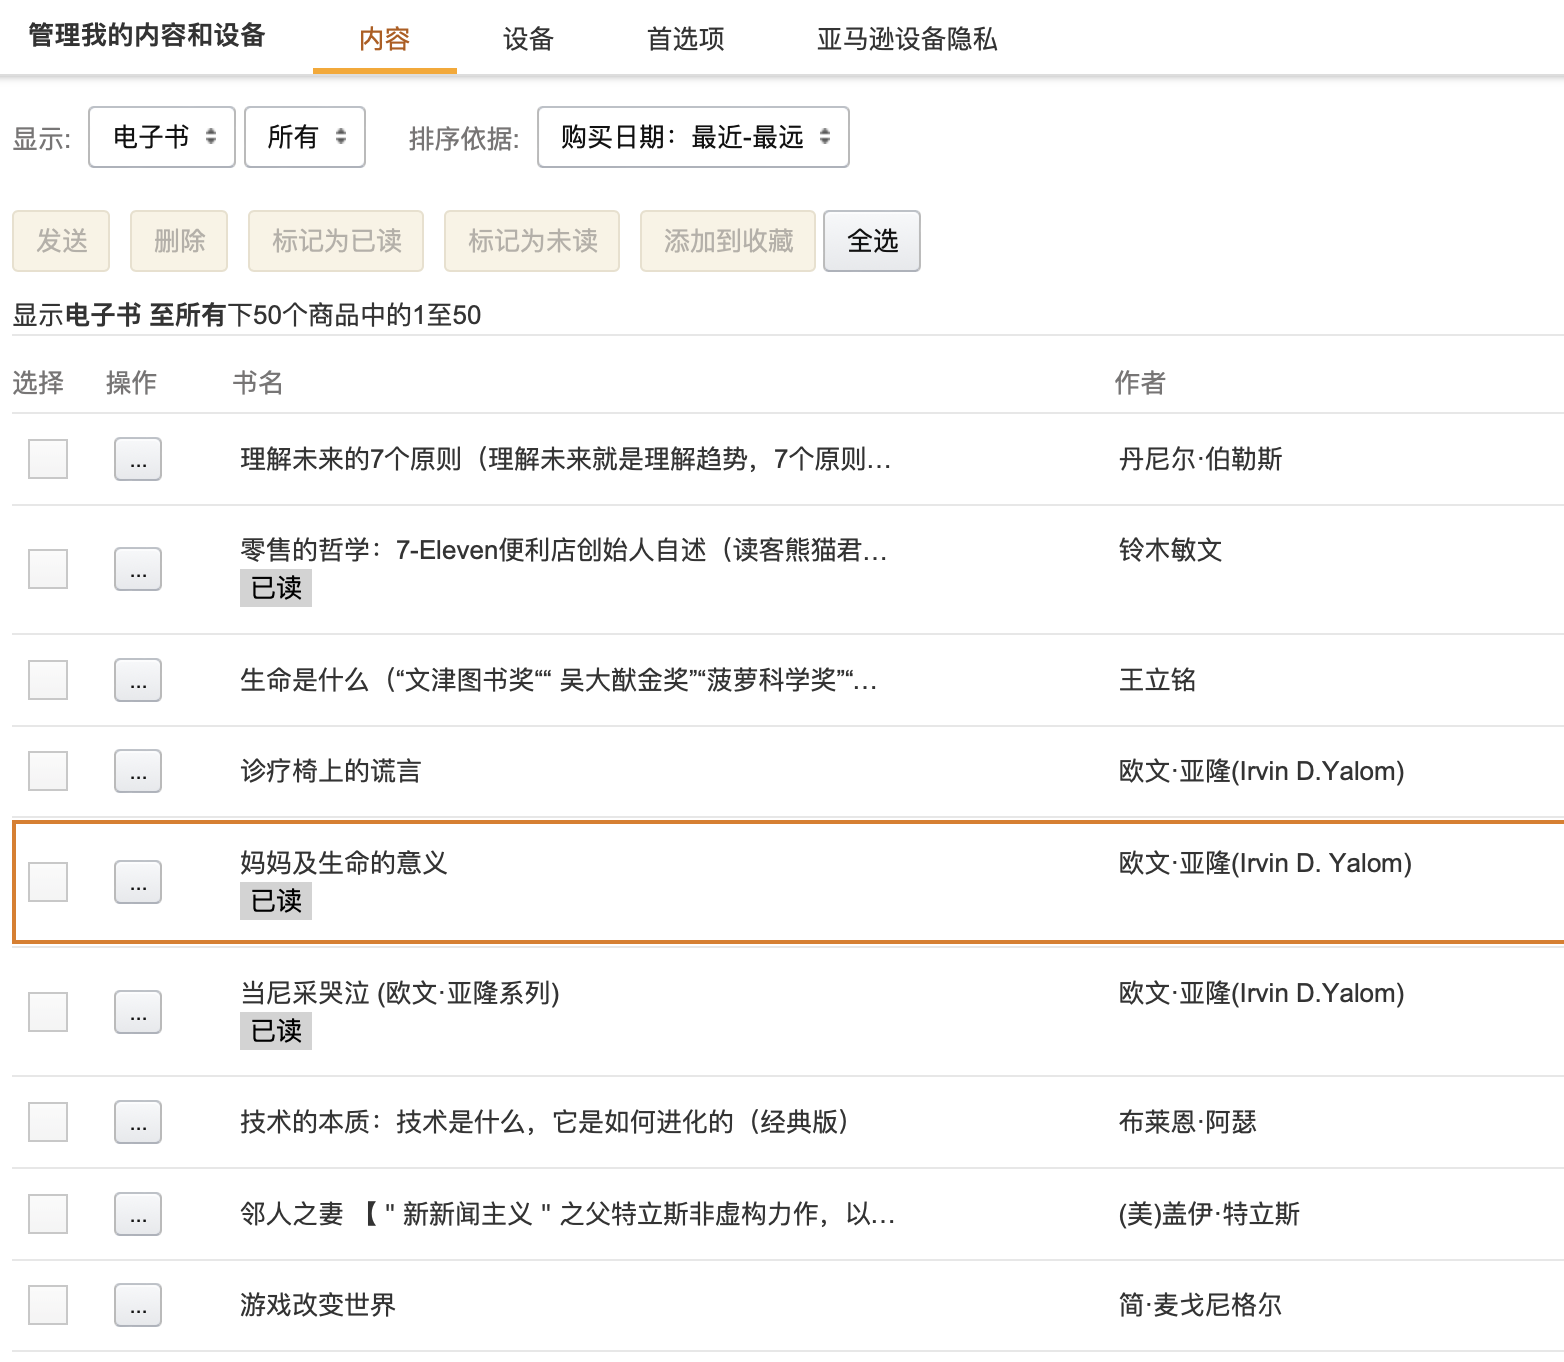 管理我的内容和设备 内容 设备 首选项 亚马逊设备隐私
显示: 电子书 所有 排序依据: 购买日期：最近-最远
发送 删除 标记为已读 标记为未读 添加到收藏 全选
显示电子书 至所有下50个商品中的1至50
选择 操作 书名 作者
... 理解未来的7个原则（理解未来就是理解趋势，7个原则... 丹尼尔·伯勒斯
... 零售的哲学：7-Eleven便利店创始人自述（读客熊猫君... 铃木敏文
已读
... 生命是什么（“文津图书奖““ 吴大猷金奖”“菠萝科学奖”“... 王立铭
... 诊疗椅上的谎言 欧文·亚隆(Irvin D.Yalom)
... 妈妈及生命的意义 欧文·亚隆(Irvin D. Yalom)
已读
... 当尼采哭泣 (欧文·亚隆系列) 欧文·亚隆(Irvin D.Yalom)
已读
... 技术的本质：技术是什么，它是如何进化的（经典版） 布莱恩·阿瑟
... 邻人之妻 【 " 新新闻主义 " 之父特立斯非虚构力作，以... (美)盖伊·特立斯
... 游戏改变世界 简·麦戈尼格尔